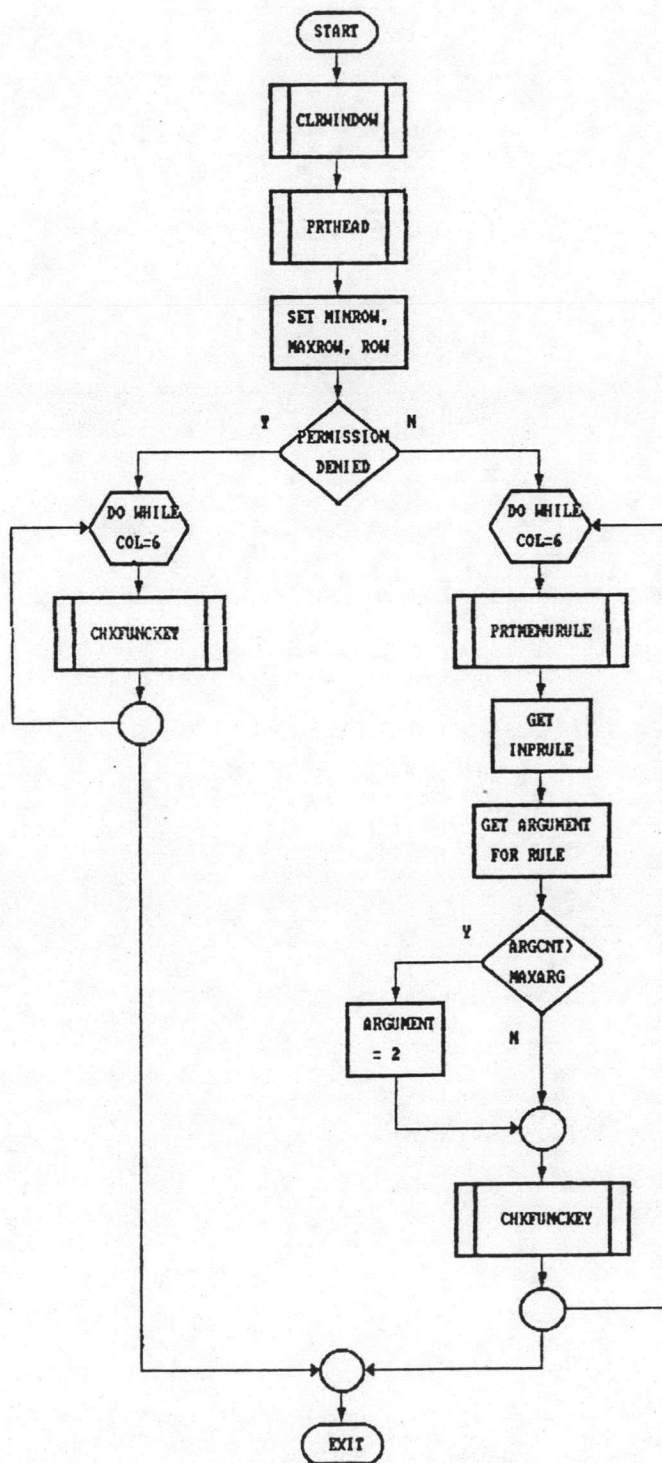 START
CLRWINDOW
PRTHEAD
SET MINROW,
MAXROW, ROW
Y
N
PERMISSION
DENIED
DO WHILE
COL=6
CHKFUNCKEY
DO WHILE
COL=6
PRTMENURULE
GET
INPRULE
GET ARGUMENT
FOR RULE
Y
ARGCNT>
MAXARG
N
ARGUMENT
= 2
CHKFUNCKEY
EXIT